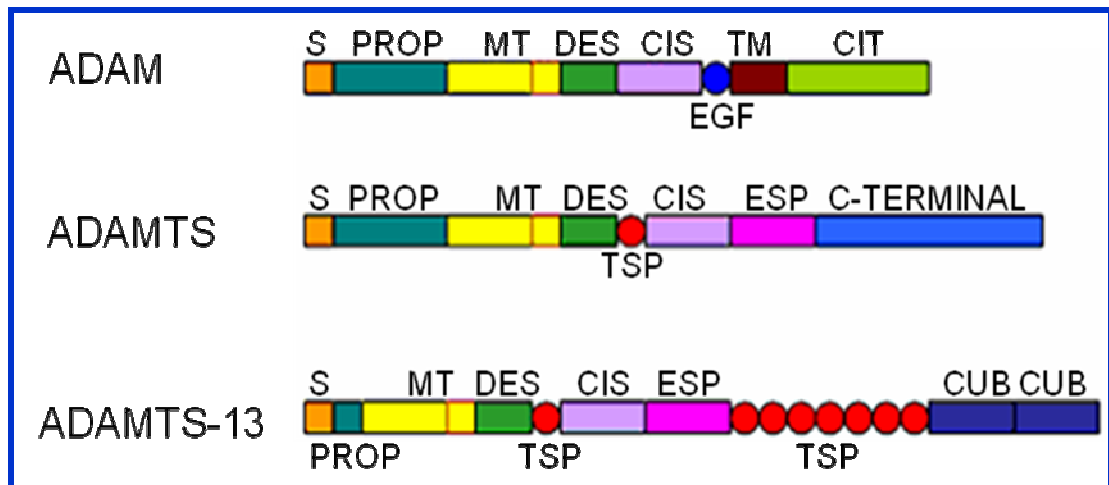 S PROP MT DES CIS TM CIT
ADAM
EGF
S PROP MT DES CIS ESP C-TERMINAL
ADAMTS
TSP
S MT DES CIS ESP CUB CUB
ADAMTS-13
PROP TSP TSP